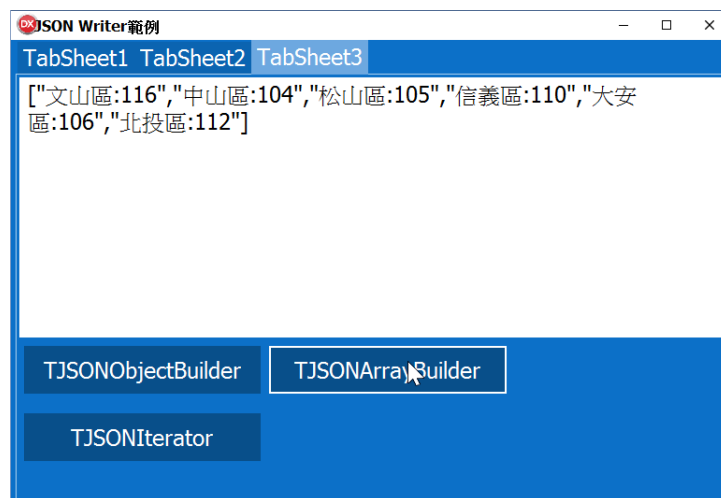 JSON Writer範例
TabSheet1 TabSheet2 TabSheet3
["文山區:116","中山區:104","松山區:105","信義區:110","大安
區:106","北投區:112"]
TJSONObjectBuilder TJSONArrayBuilder
TJSONIterator